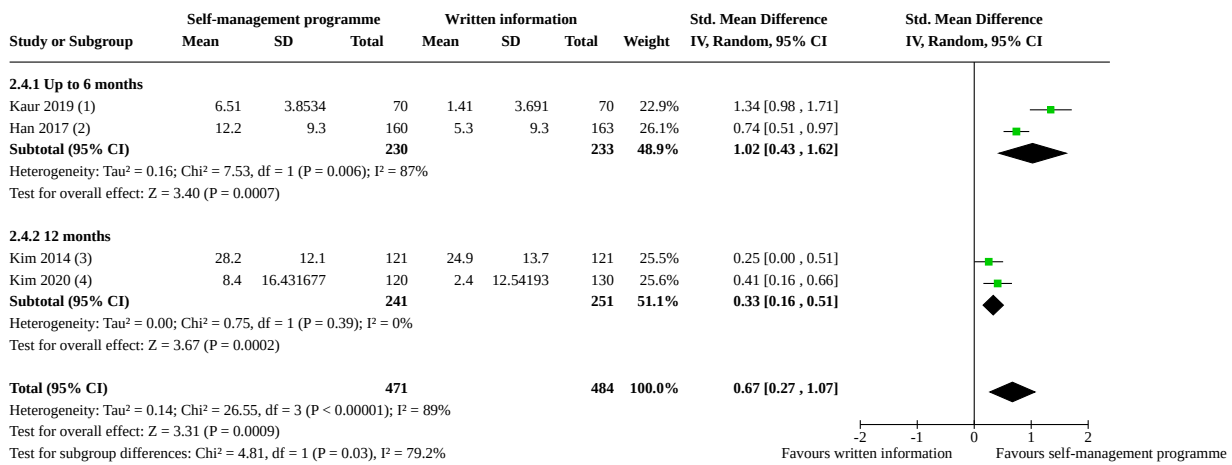 Self-management programme Written information Std. Mean Difference Std. Mean Difference
Study or Subgroup Mean SD Total Mean SD Total Weight IV, Random, 95% CI IV, Random, 95% CI
2.4.1 Up to 6 months
Kaur 2019 (1) 6.51 3.8534 70 1.41 3.691 70 22.9% 1.34 [0.98 , 1.71]
Han 2017 (2) 12.2 9.3 160 5.3 9.3 163 26.1% 0.74 [0.51 , 0.97]
Subtotal (95% CI) 230 233 48.9% 1.02 [0.43 , 1.62]
Heterogeneity: Tau² = 0.16; Chi² = 7.53, df = 1 (P = 0.006); I² = 87%
Test for overall effect: Z = 3.40 (P = 0.0007)
2.4.2 12 months
Kim 2014 (3) 28.2 12.1 121 24.9 13.7 121 25.5% 0.25 [0.00 , 0.51]
Kim 2020 (4) 8.4 16.431677 120 2.4 12.54193 130 25.6% 0.41 [0.16 , 0.66]
Subtotal (95% CI) 241 251 51.1% 0.33 [0.16 , 0.51]
Heterogeneity: Tau² = 0.00; Chi² = 0.75, df = 1 (P = 0.39); I² = 0%
Test for overall effect: Z = 3.67 (P = 0.0002)
Total (95% CI) 471 484 100.0% 0.67 [0.27 , 1.07]
Heterogeneity: Tau² = 0.14; Chi² = 26.55, df = 3 (P < 0.00001); I² = 89%
Test for overall effect: Z = 3.31 (P = 0.0009)
-2 -1 0 1 2
Test for subgroup differences: Chi² = 4.81, df = 1 (P = 0.03), I² = 79.2% Favours written information Favours self-management programme